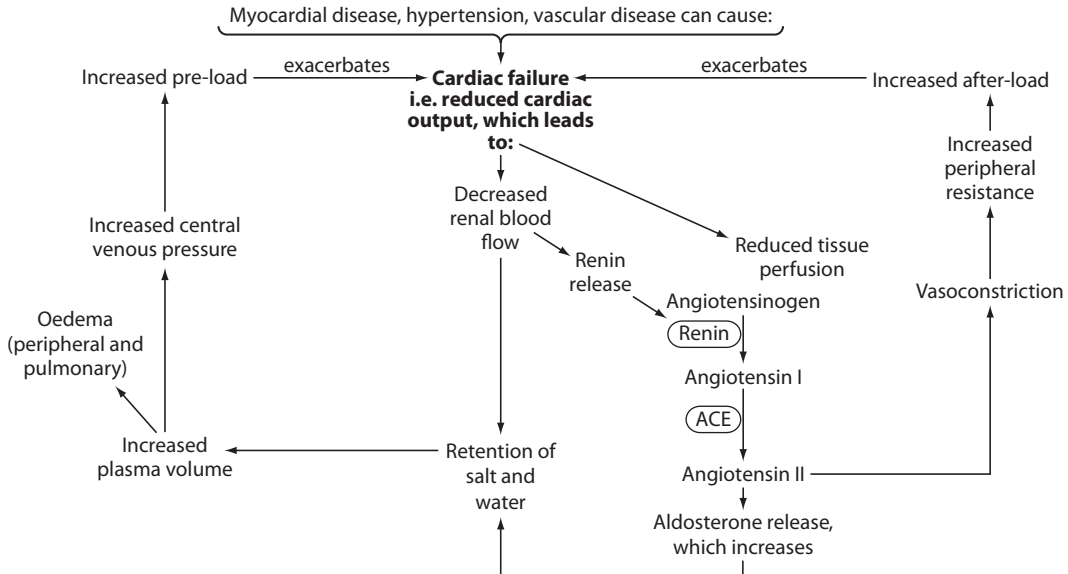 Myocardial disease, hypertension, vascular disease can cause:
Increased pre-load
exacerbates
Cardiac failure
i.e. reduced cardiac
output, which leads
to:
exacerbates
Increased after-load
Increased
peripheral
resistance
Decreased
renal blood
flow
Increased central
venous pressure
Reduced tissue
perfusion
Renin
release
Vasoconstriction
Angiotensinogen
Renin
Oedema
(peripheral and
pulmonary)
Angiotensin I
ACE
Increased
plasma volume
Retention of
salt and
water
Angiotensin II
Aldosterone release,
which increases